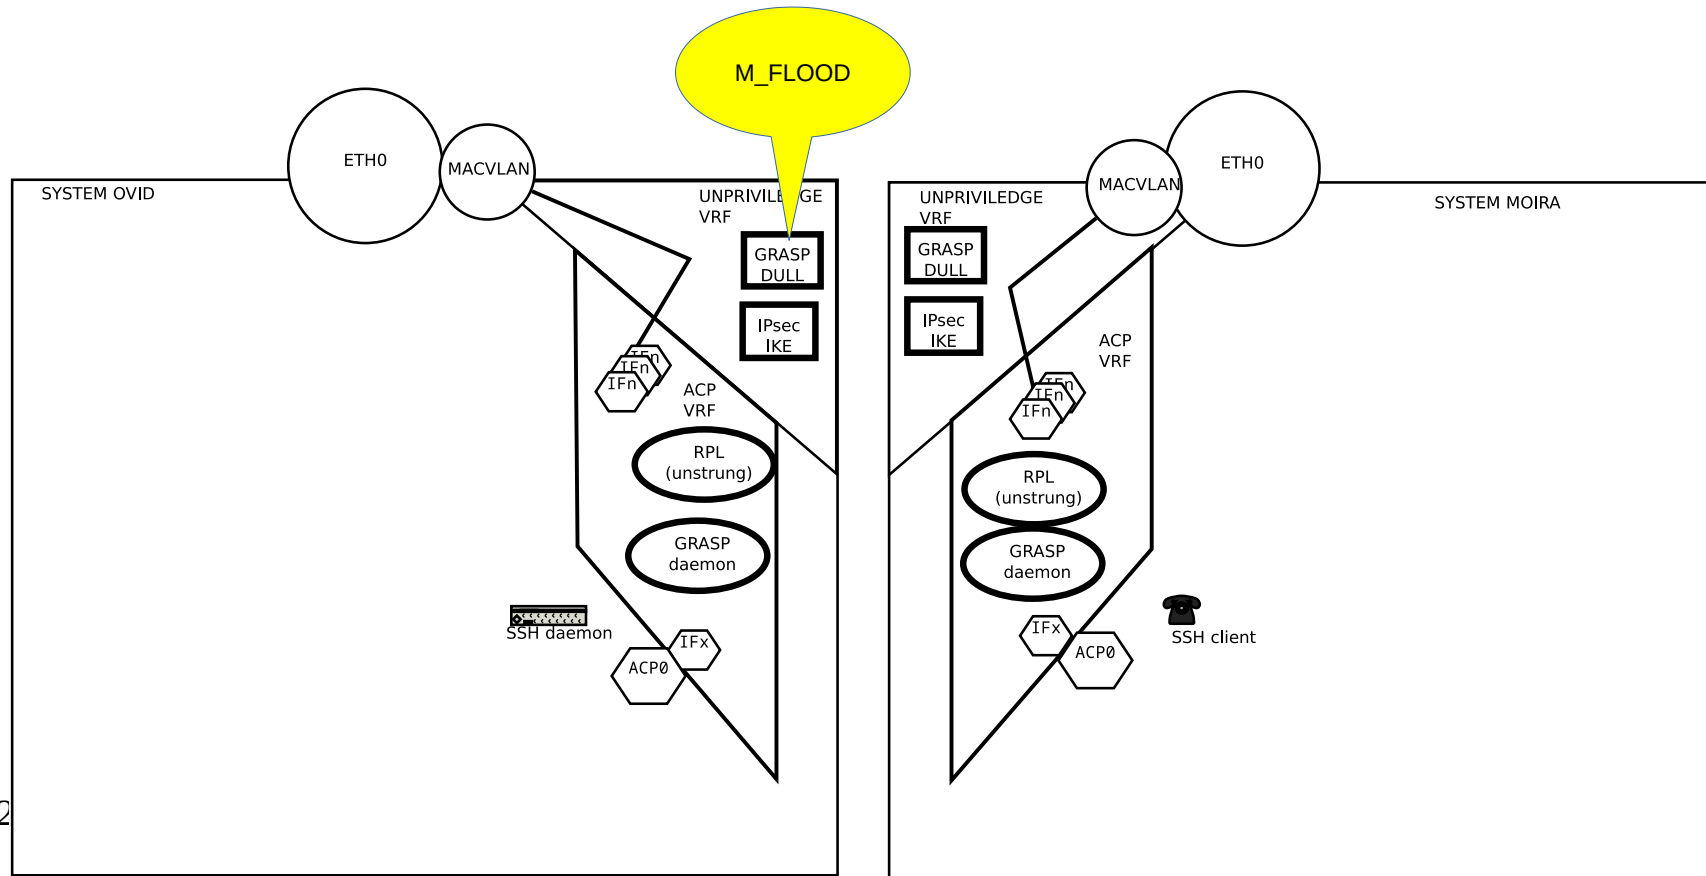 M_FLOOD
ETH0
MACVLAN
SYSTEM OVID
UNPRIVILEDGE
VRF
GRASP
DULL
IPsec
IKE
IFn
IFn
IFn
ACP
VRF
RPL
(unstrung)
GRASP
daemon
SSH daemon
IFx
ACP0
2
ETH0
MACVLAN
UNPRIVILEDGE
VRF
SYSTEM MOIRA
GRASP
DULL
IPsec
IKE
ACP
VRF
IFn
IFn
IFn
RPL
(unstrung)
GRASP
daemon
IFx
ACP0
SSH client